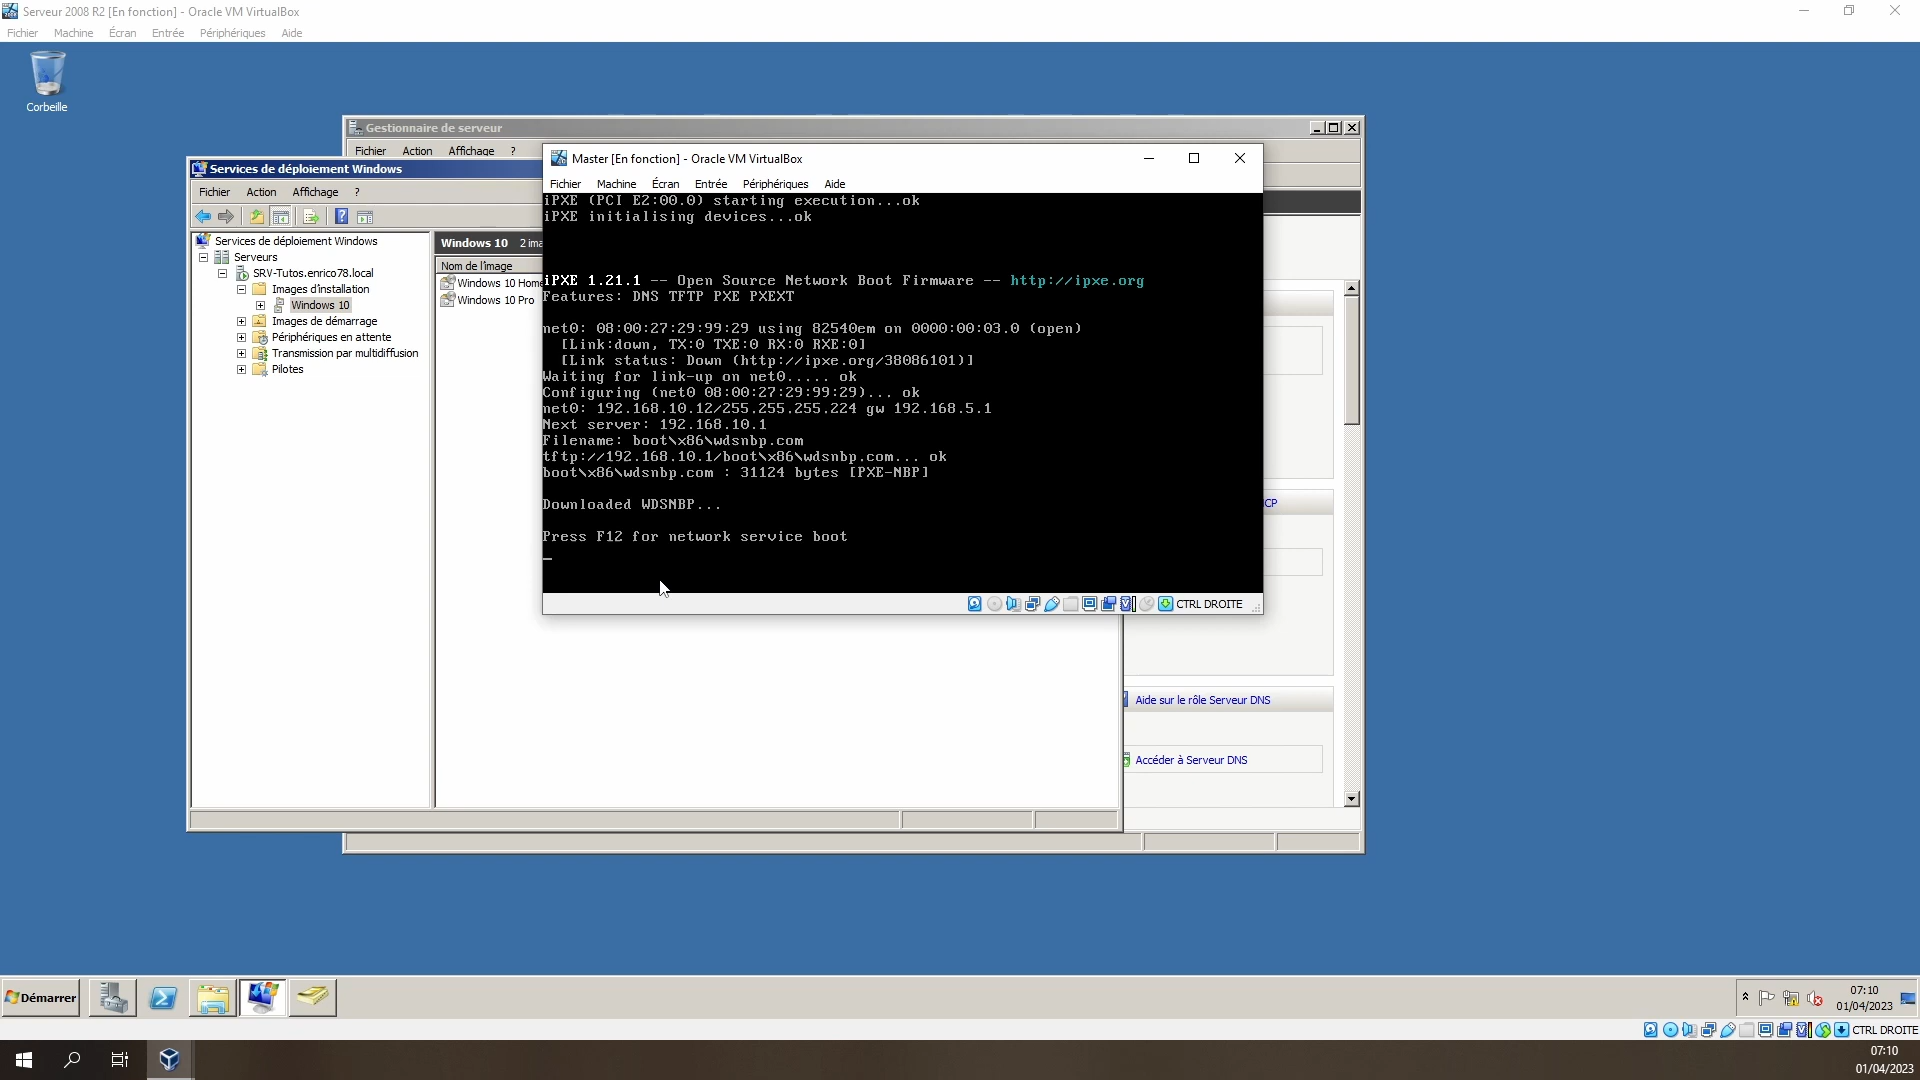 Serveur 2008 R2 [En fonction] - Oracle VM VirtualBox
Fichier Machine Écran Entrée Périphériques Aide
Corbeille
Gestionnaire de serveur
Fichier Action Affichage ?
Services de déploiement Windows
Fichier Action Affichage ?
Services de déploiement Windows
Serveurs
SRV-Tutos.enrico78.local
Images d'installation
Windows 10
Images de démarrage
Périphériques en attente
Transmission par multidiffusion
Pilotes
Windows 10 2
Nom de l'image
Windows 10 Home
Windows 10 Pro
Master [En fonction] - Oracle VM VirtualBox
Fichier Machine Écran Entrée Périphériques Aide
iPXE (PCI E2:00.0) starting execution...ok
iPXE initialising devices...ok
iPXE 1.21.1 -- Open Source Network Boot Firmware -- http://ipxe.org
Features: DNS TFTP PXE PXEXT
net0: 08:00:27:29:99:29 using 82540em on 0000:00:03.0 (open)
[Link:down, TX:0 TXE:0 RX:0 RXE:0]
[Link status: Down (http://ipxe.org/38086101)]
Waiting for link-up on net0..... ok
Configuring (net0 08:00:27:29:99:29)... ok
net0: 192.168.10.12/255.255.255.224 gw 192.168.5.1
Next server: 192.168.10.1
Filename: boot\x86\wdsnbp.com
tftp://192.168.10.1/boot\x86\wdsnbp.com... ok
boot\x86\wdsnbp.com : 31124 bytes [PXE-NBP]
Downloaded WDSNBP...
Press F12 for network service boot
CTRL DROITE
CP
Aide sur le rôle Serveur DNS
Accéder à Serveur DNS
Démarrer
07:10
01/04/2023
CTRL DROITE
07:10
01/04/2023